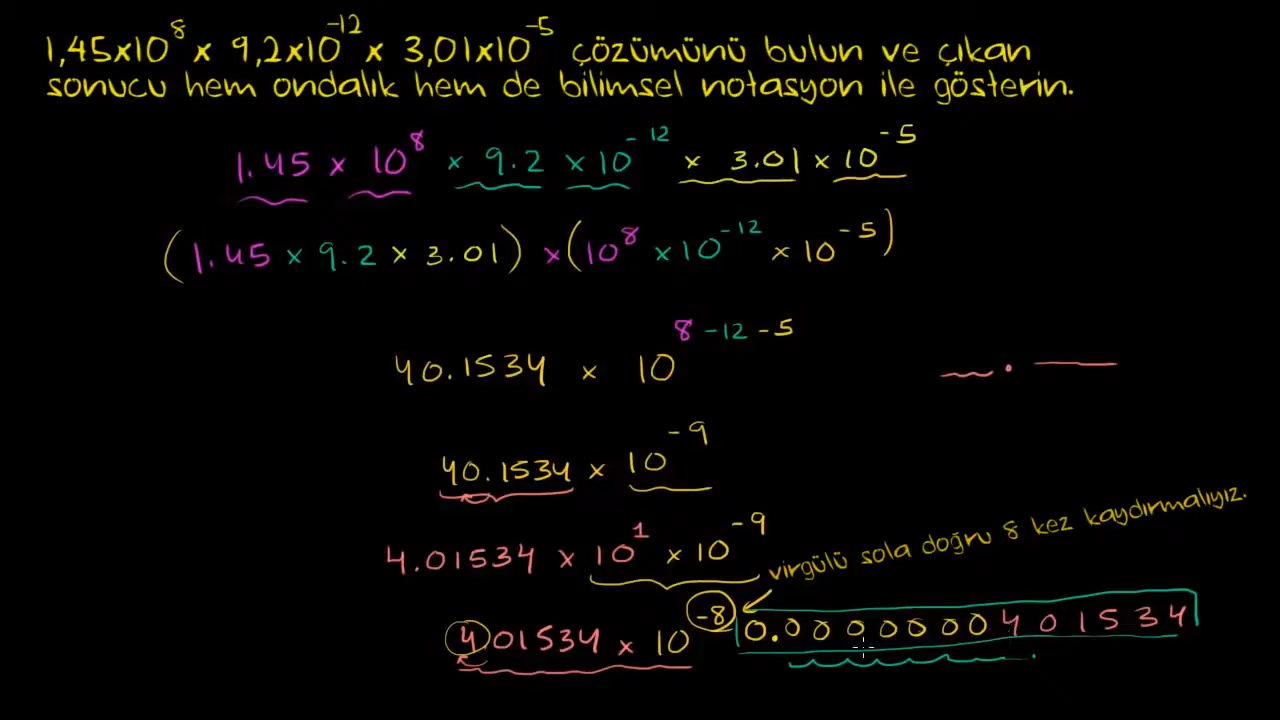 1,45x10⁸ x 9,2x10⁻¹² x 3,01x10⁻⁵ çözümünü bulun ve çıkan
sonucu hem ondalık hem de bilimsel notasyon ile gösterin.
1.45 x 10⁸ x 9.2 x 10⁻¹² x 3.01 x 10⁻⁵
(1.45 x 9.2 x 3.01) x (10⁸ x 10⁻¹² x 10⁻⁵)
40.1534 x 10⁸⁻¹²⁻⁵
40.1534 x 10⁻⁹
4.01534 x 10¹ x 10⁻⁹
virgülü sola doğru 8 kez kaydırmalıyız.
4.01534 x 10⁻⁸ 0.0000000401534